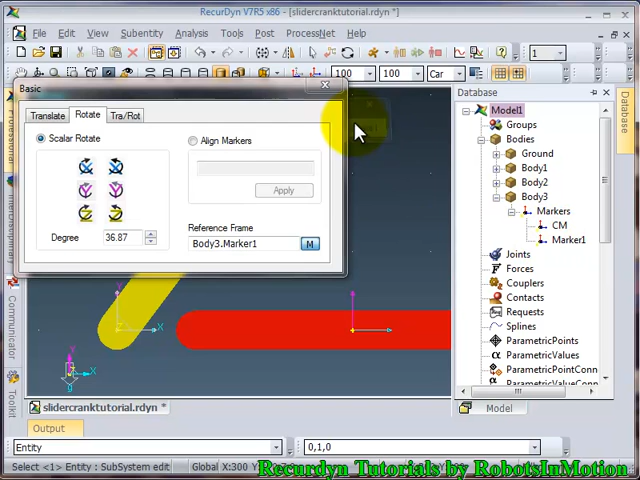 RecurDyn V7R5 x86 - [slidercranktutorial.rdyn *]
File Edit View Subentity Analysis Tools Post ProcessNet Help
1
100 100 Car
Basic
Translate Rotate Tra/Rot
Scalar Rotate
Align Markers
Apply
Degree 36.87
Reference Frame
Body3.Marker1 M
Database
Model1
Groups
Bodies
Ground
Body1
Body2
Body3
Markers
CM
Marker1
Joints
Forces
Couplers
Contacts
Requests
Splines
ParametricPoints
ParametricValues
ParametricPointConn
Model
Database
Communicator
Toolkit
Y
Z
X
X
slidercranktutorial.rdyn *
Output
Entity 0,1,0
Select <1> Entity : SubSystem edit Global X:300
Recurdyn Tutorials by RobotsInMotion